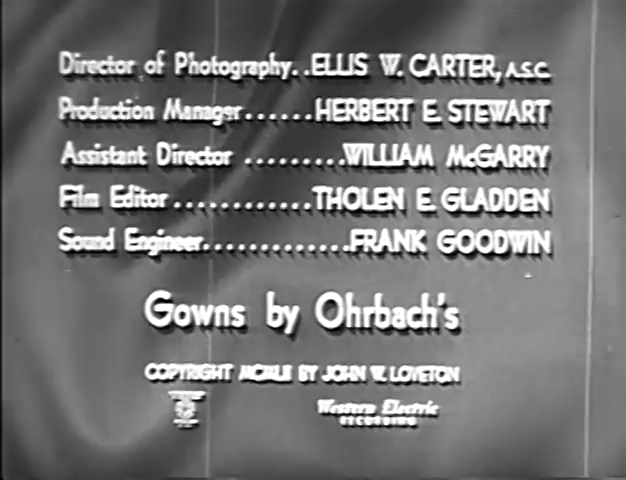 Director of Photography..ELLIS W. CARTER, A.S.C.
Production Manager......HERBERT E. STEWART
Assistant Director .........WILLIAM McGARRY
Film Editor............THOLEN E. GLADDEN
Sound Engineer.............FRANK GOODWIN
Gowns by Ohrbach's
COPYRIGHT MCMLII BY JOHN W. LOVETON
Western Electric
RECORDING